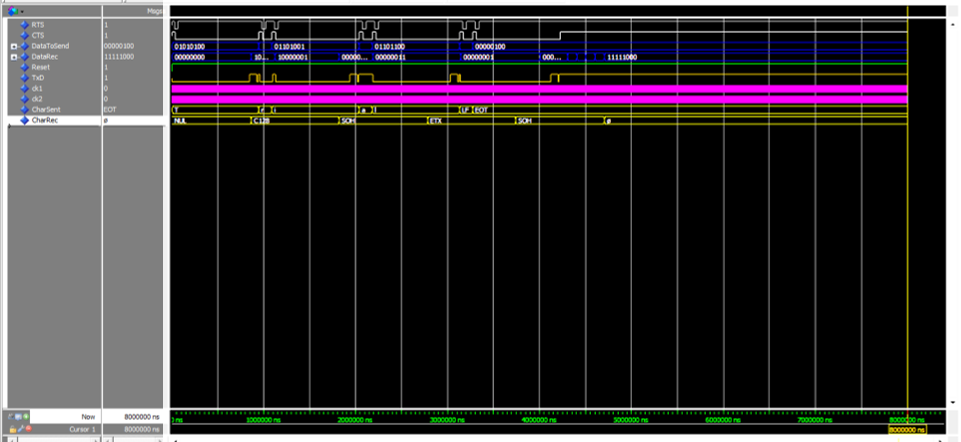 Msgs
RTS 1
CTS 1
DataToSend 00000100 01010100 01101001 01101100 00000100
DataRec 11111000 00000000 10... 10000001 00000... 00000011 00000001 000... 11111000
Reset 1
TxD 1
ck1 0
ck2 0
CharSent EOT T r i a l LF EOT
CharRec ø NUL C128 SOH ETX SOH ø
Now 8000000 ns
Cursor 1 8000000 ns
ns 1000000 ns 2000000 ns 3000000 ns 4000000 ns 5000000 ns 6000000 ns 7000000 ns 8000000 ns
8000000 ns